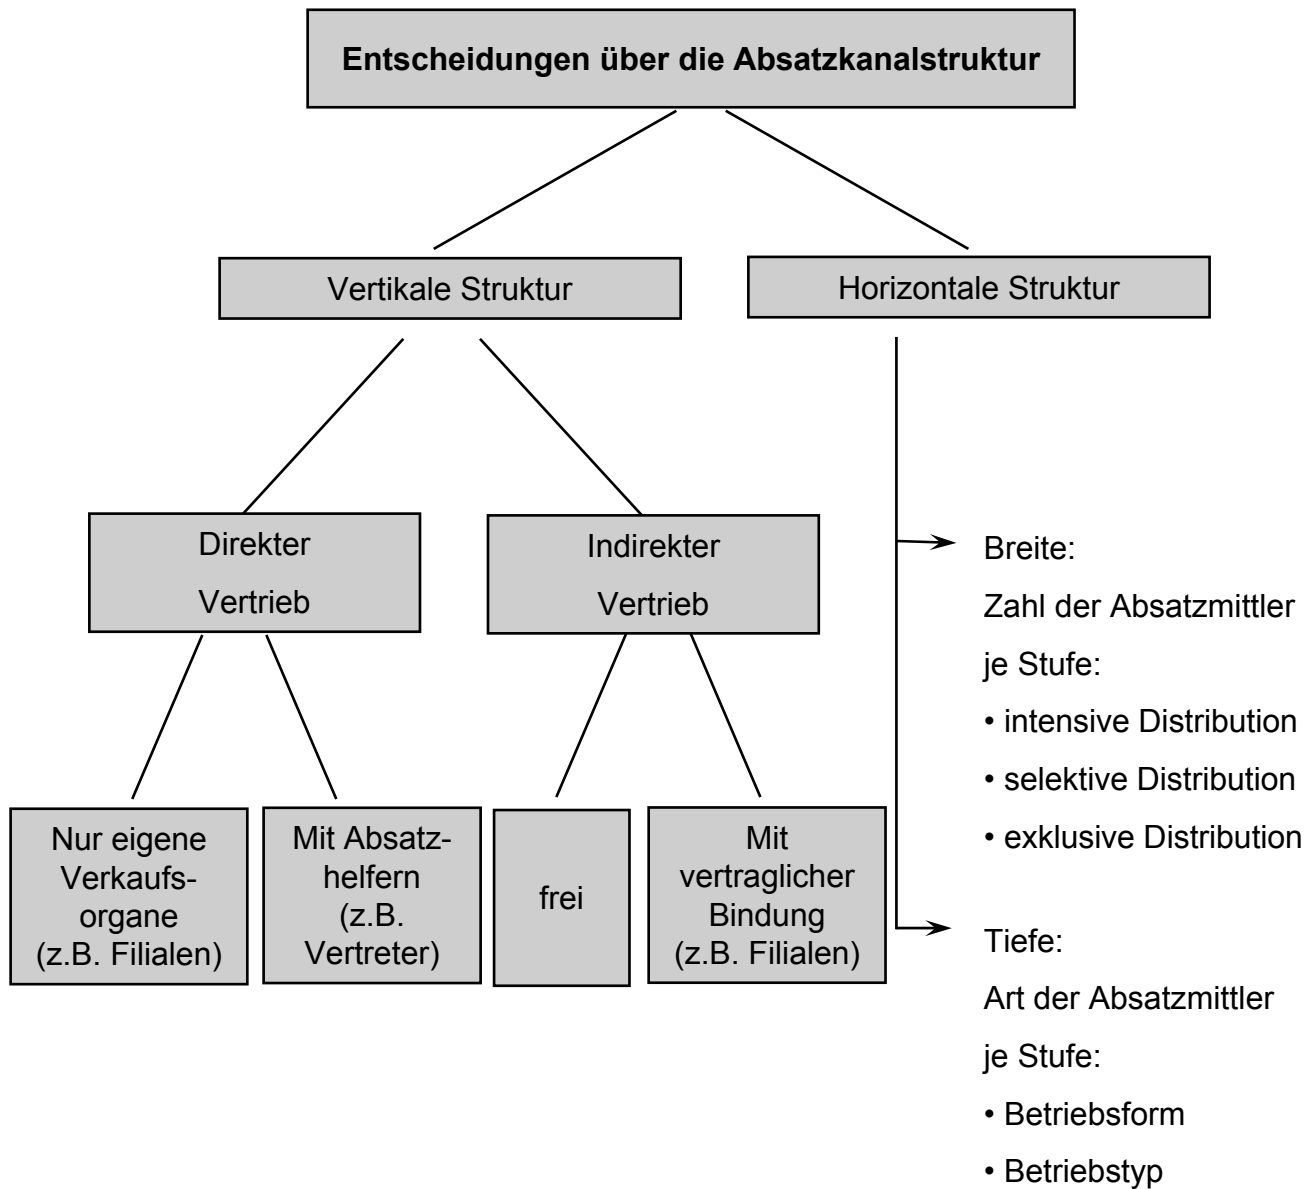 Entscheidungen über die Absatzkanalstruktur
Vertikale Struktur
Horizontale Struktur
Direkter
Vertrieb
Indirekter
Vertrieb
Nur eigene
Verkaufs-
organe
(z.B. Filialen)
Mit Absatz-
helfern
(z.B.
Vertreter)
frei
Mit
vertraglicher
Bindung
(z.B. Filialen)
Breite:
Zahl der Absatzmittler
je Stufe:
• intensive Distribution
• selektive Distribution
• exklusive Distribution
Tiefe:
Art der Absatzmittler
je Stufe:
• Betriebsform
• Betriebstyp